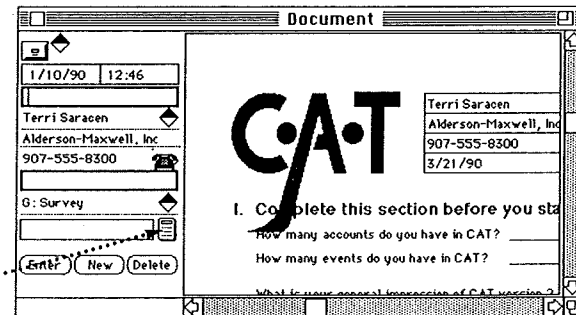 Document
1/10/90 12:46
Terri Saracen
Alderson-Maxwell, Inc
907-555-8300
G: Survey
Enter New Delete
C·A·T
Terri Saracen
Alderson-Maxwell, Inc
907-555-8300
3/21/90
I. Complete this section before you sta
How many accounts do you have in CAT?
How many events do you have in CAT?
What is your general impression of CAT version 2